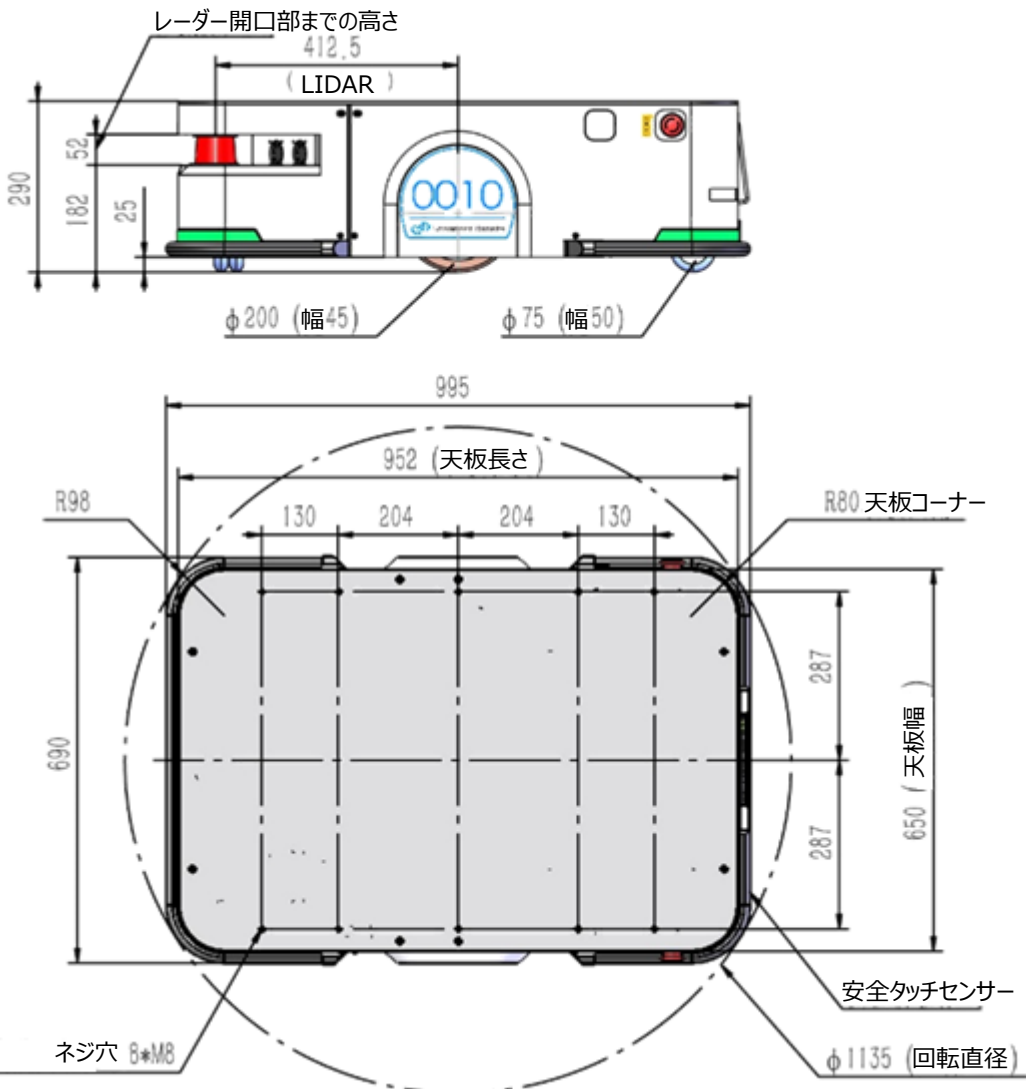 レーダー開口部までの高さ
412.5
( LIDAR )
290
52
182
25
0010
φ200 (幅45)
φ75 (幅50)
995
952 (天板長さ)
R98
R80 天板コーナー
130
204
204
130
690
287
287
650 (天板幅)
安全タッチセンサー
ネジ穴 8*M8
φ1135 (回転直径)